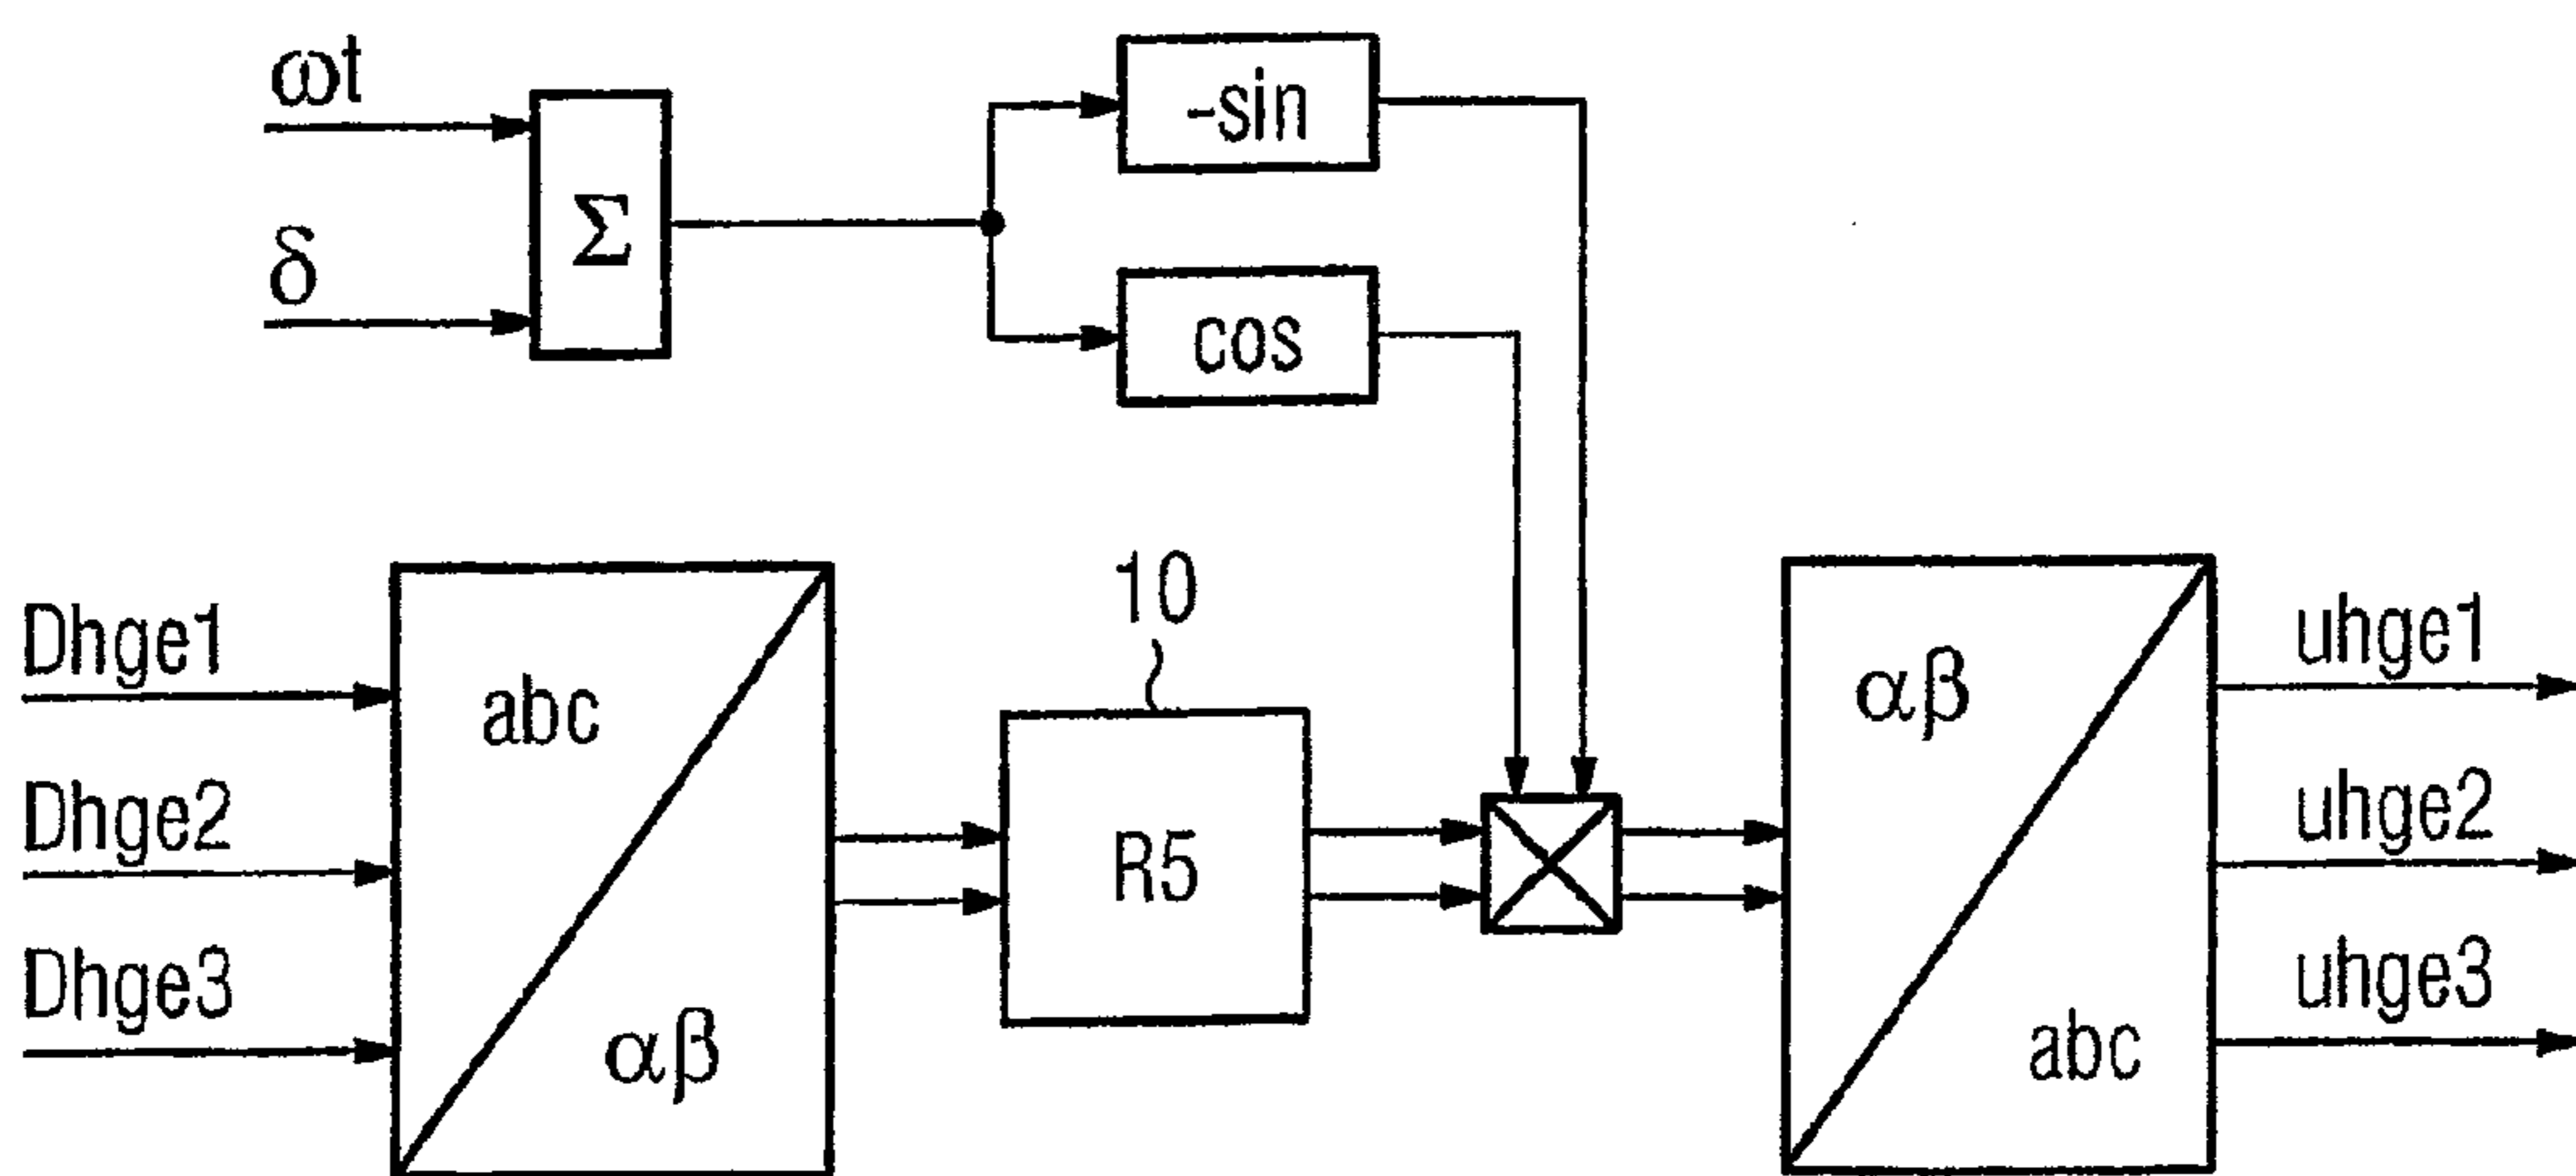 ωt
δ
Σ
-sin
cos
10
Dhge1
Dhge2
Dhge3
abc
αβ
R5
αβ
abc
uhge1
uhge2
uhge3